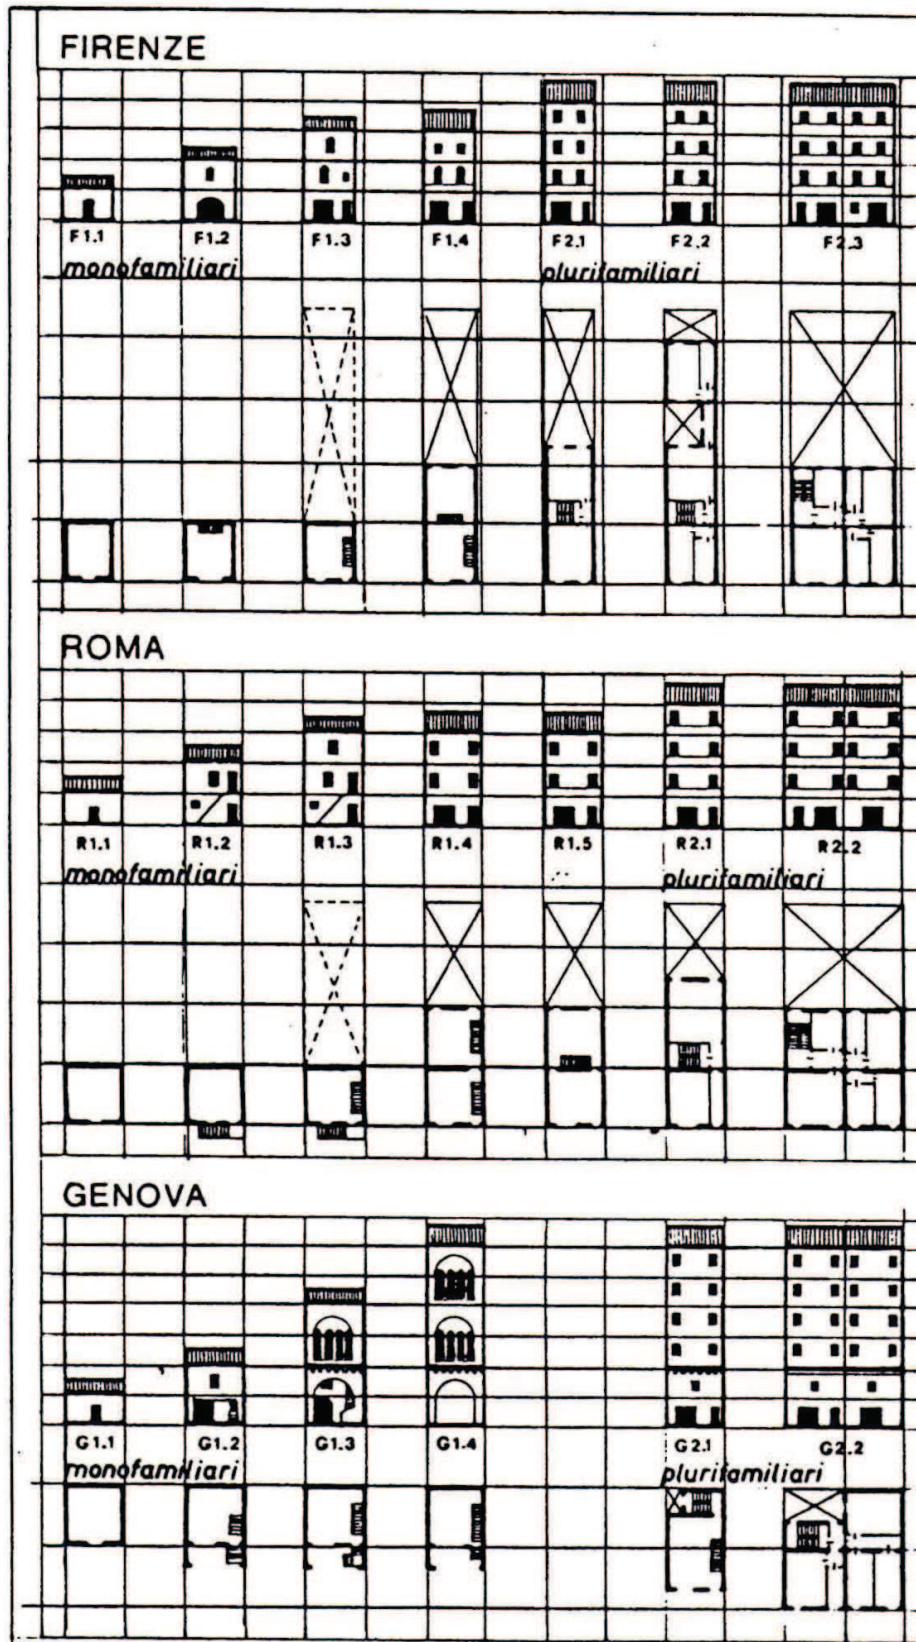 FIRENZE
F1.1 F1.2 F1.3 F1.4 F2.1 F2.2 F2.3
monofamiliari plurifamiliari
ROMA
R1.1 R1.2 R1.3 R1.4 R1.5 R2.1 R2.2
monofamiliari plurifamiliari
GENOVA
G1.1 G1.2 G1.3 G1.4 G2.1 G2.2
monofamiliari plurifamiliari